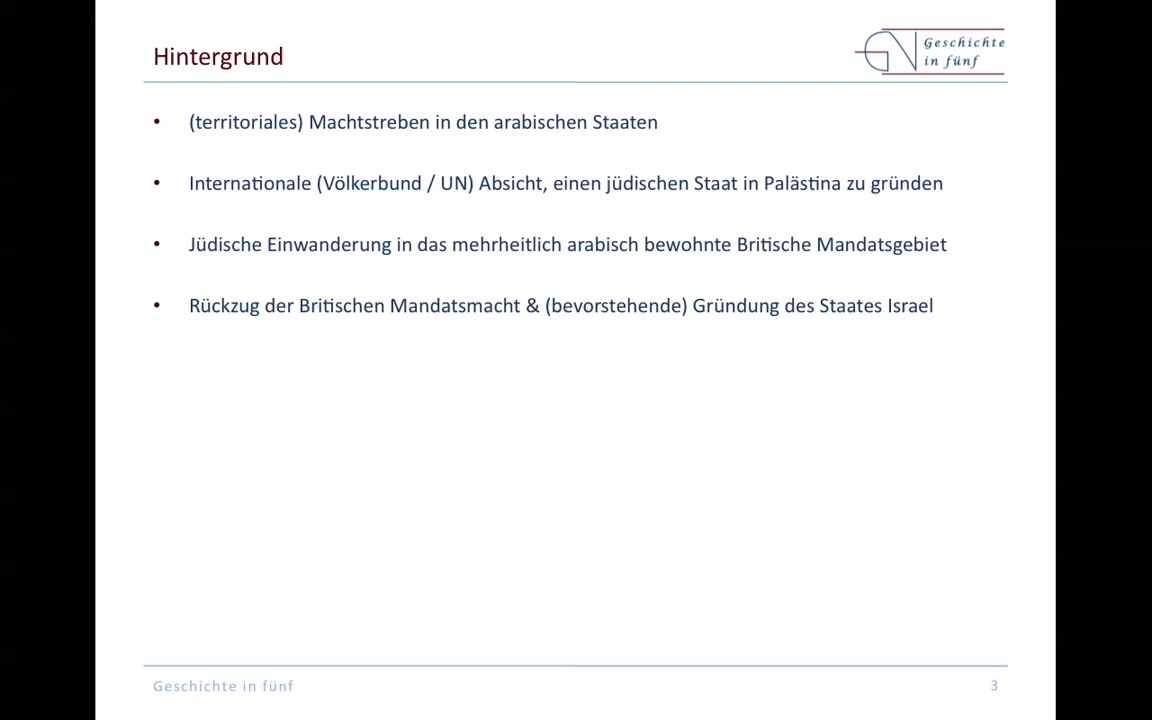 Hintergrund
Geschichte
in fünf
• (territoriales) Machtstreben in den arabischen Staaten
• Internationale (Völkerbund / UN) Absicht, einen jüdischen Staat in Palästina zu gründen
• Jüdische Einwanderung in das mehrheitlich arabisch bewohnte Britische Mandatsgebiet
• Rückzug der Britischen Mandatsmacht & (bevorstehende) Gründung des Staates Israel
Geschichte in fünf
3